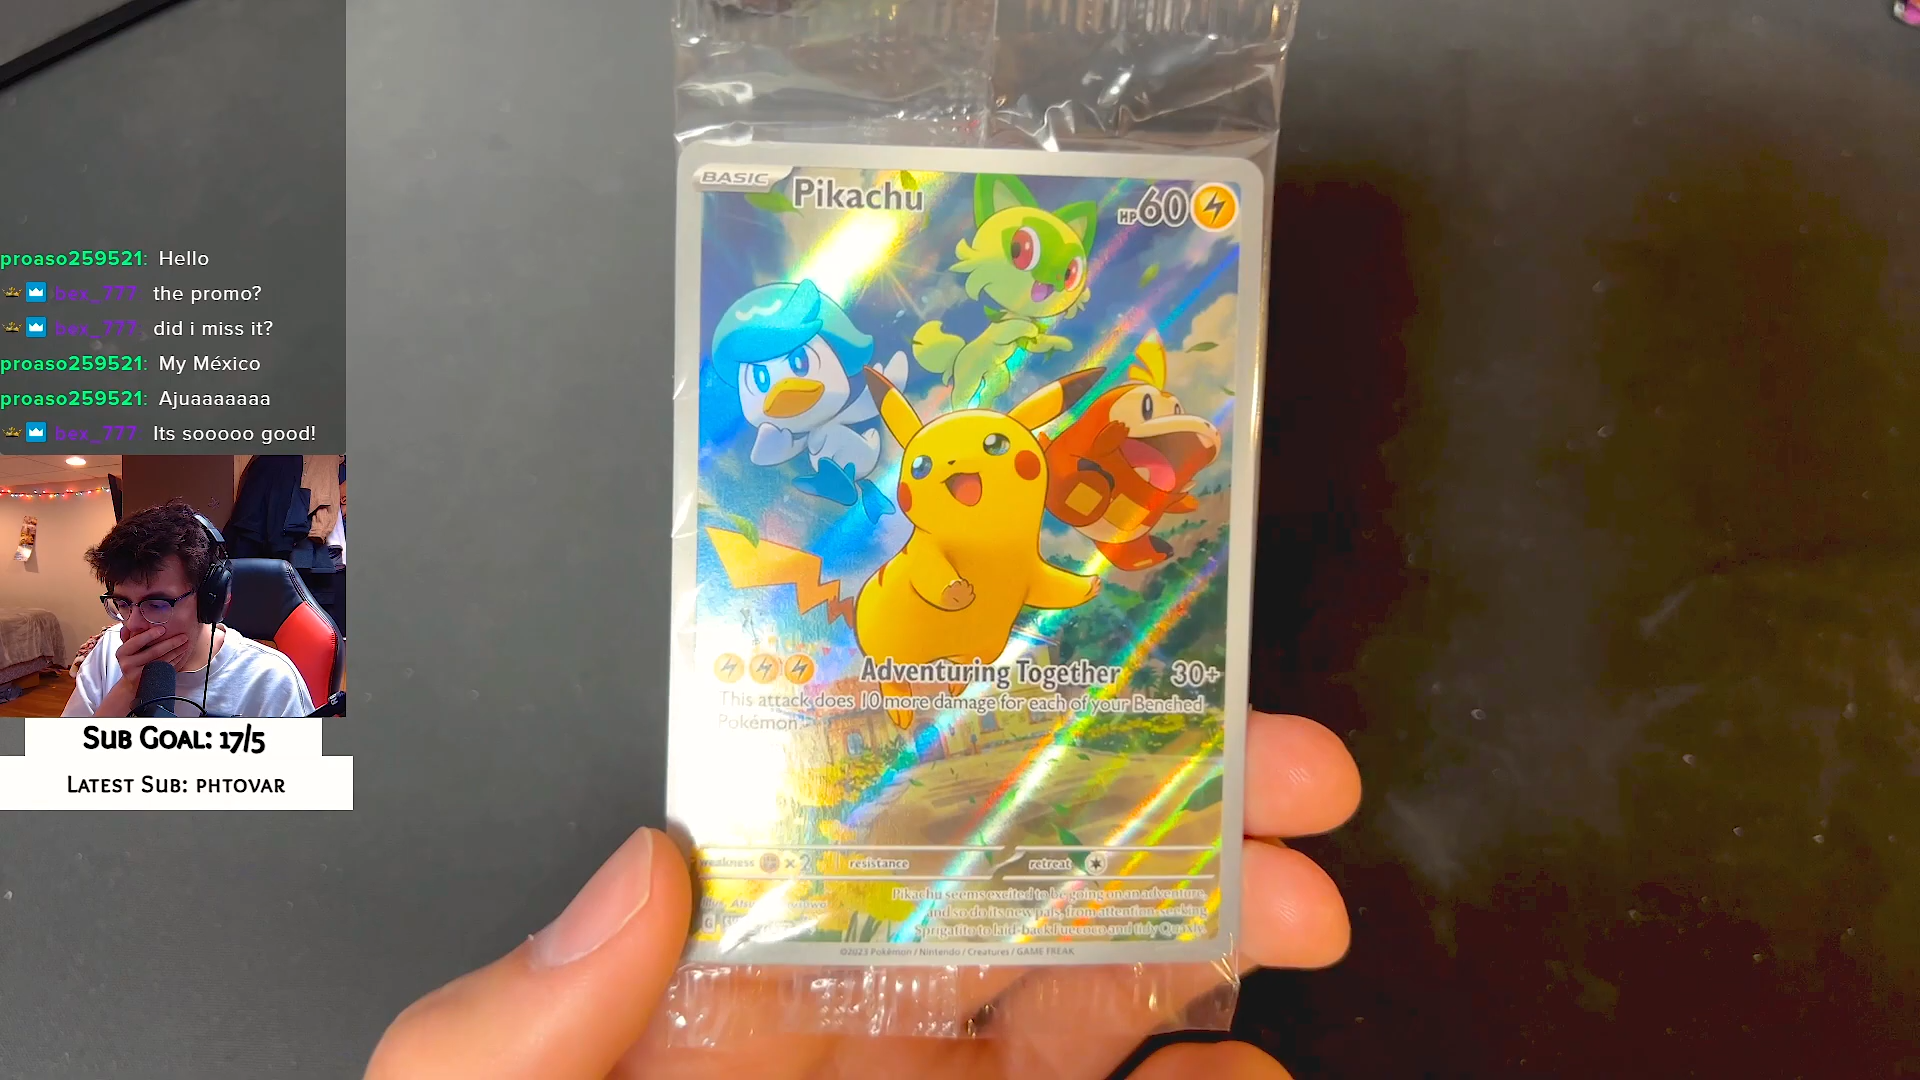 proaso259521: Hello
bex_777 the promo?
bex_777 did i miss it?
proaso259521: My México
proaso259521: Ajuaaaaaaa
bex_777 Its sooooo good!
SUB GOAL: 17/5
LATEST SUB: PHTOVAR
BASIC
Pikachu
HP 60
Adventuring Together 30+
This attack does 10 more damage for each of your Benched
Pokémon.
weakness ×2 resistance retreat
Pikachu seems excited to be going on an adventure,
and so do its new pals, from attention-seeking
Sprigatito to laid-back Fuecoco and tidy Quaxly.
G
©2023 Pokémon / Nintendo / Creatures / GAME FREAK